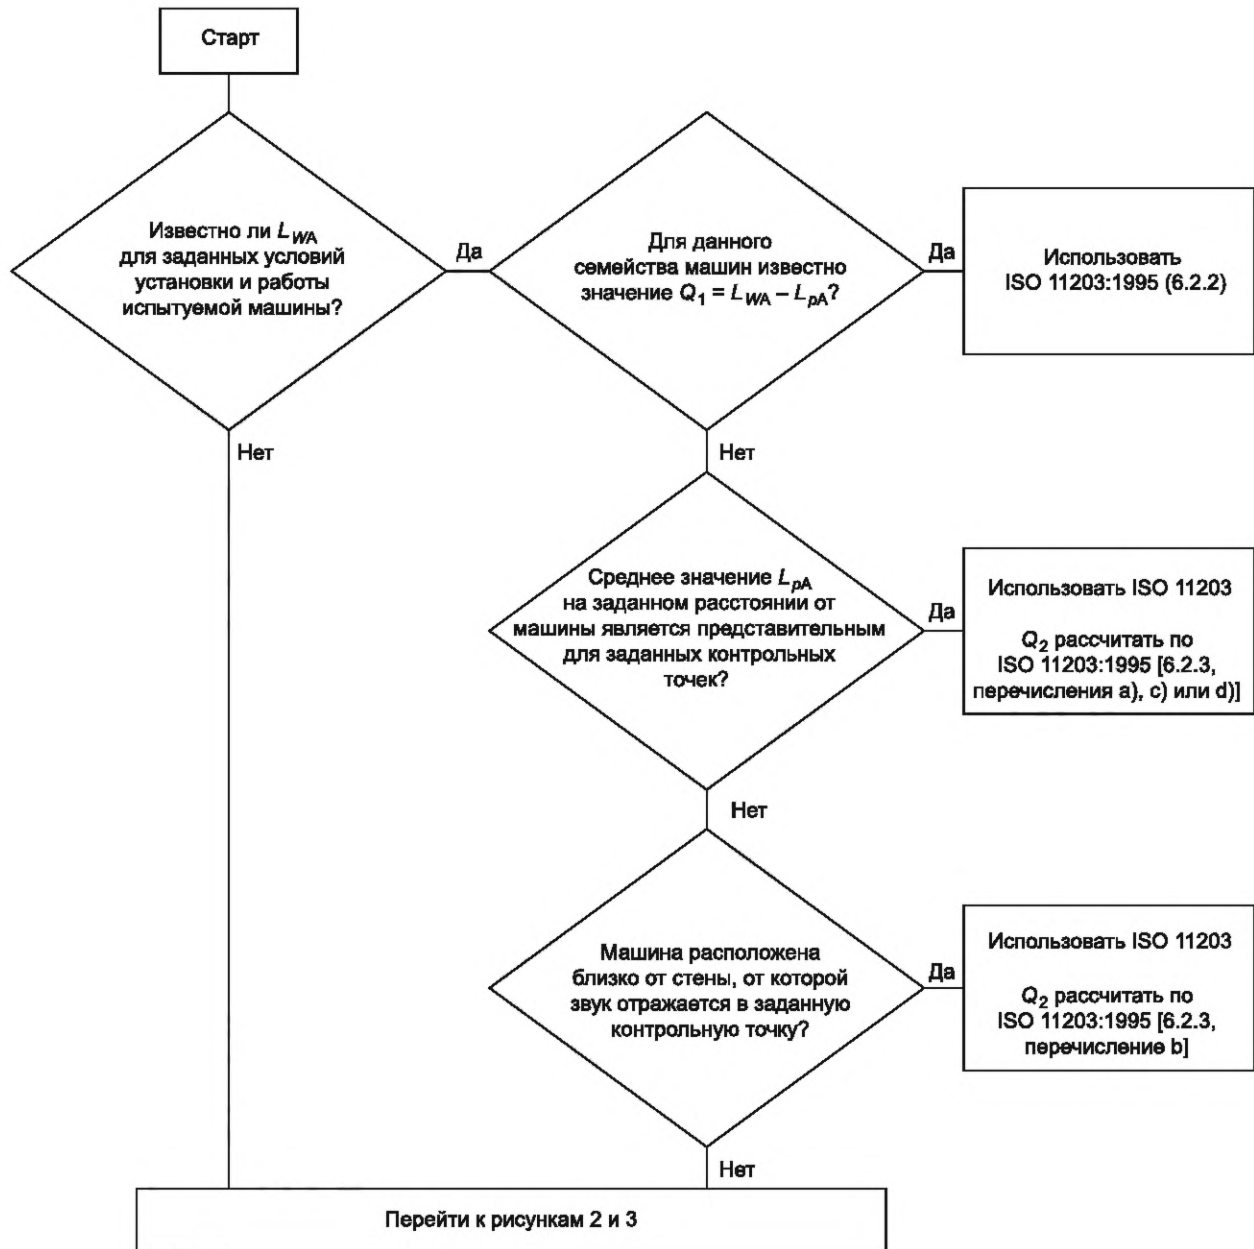 Старт
Известно ли L_WA
для заданных условий
установки и работы
испытуемой машины?
Да
Для данного
семейства машин известно
значение Q₁ = L_WA – L_pA?
Да
Использовать
ISO 11203:1995 (6.2.2)
Нет
Нет
Среднее значение L_pA
на заданном расстоянии от
машины является представительным
для заданных контрольных
точек?
Да
Использовать ISO 11203
Q₂ рассчитать по
ISO 11203:1995 [6.2.3,
перечисления a), c) или d)]
Нет
Машина расположена
близко от стены, от которой
звук отражается в заданную
контрольную точку?
Да
Использовать ISO 11203
Q₂ рассчитать по
ISO 11203:1995 [6.2.3,
перечисление b]
Нет
Перейти к рисункам 2 и 3